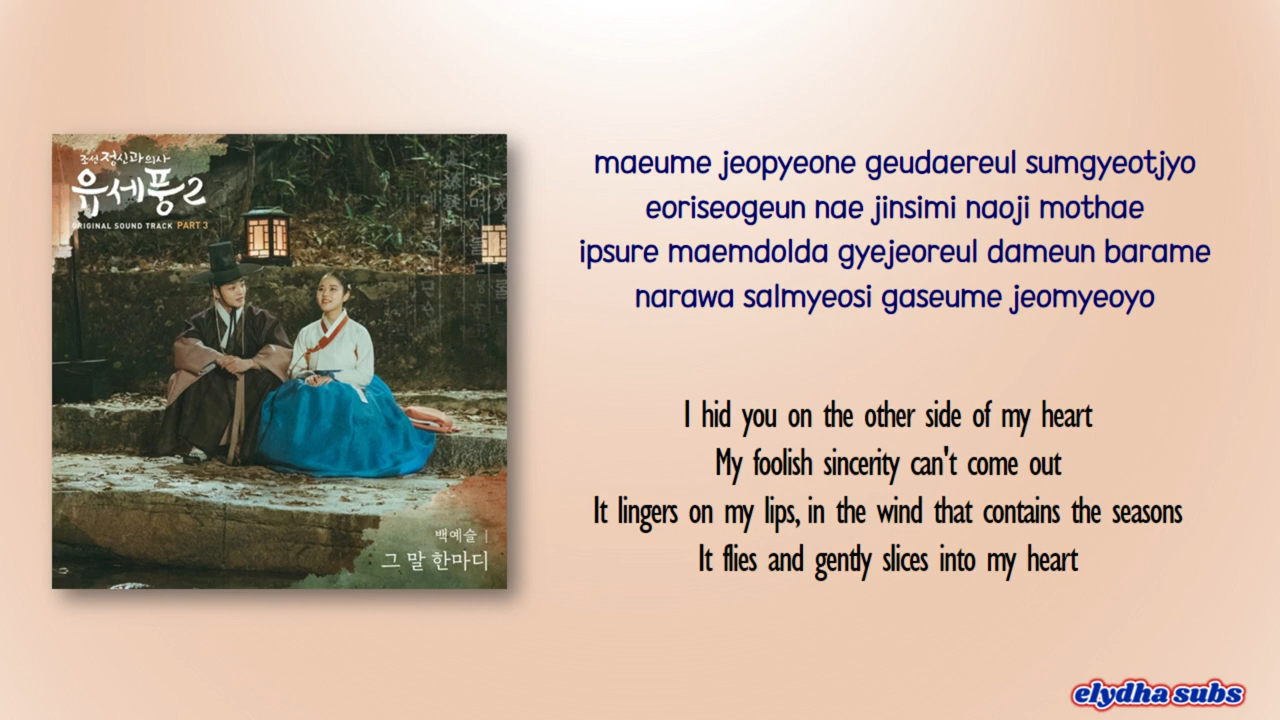 조선 정신과 의사
유세풍2
ORIGINAL SOUND TRACK PART 3
백예슬 |
그 말 한마디
maeume jeopyeone geudaereul sumgyeotjyo
eoriseogeun nae jinsimi naoji mothae
ipsure maemdolda gyejeoreul dameun barame
narawa salmyeosi gaseume jeomyeoyo
I hid you on the other side of my heart
My foolish sincerity can't come out
It lingers on my lips, in the wind that contains the seasons
It flies and gently slices into my heart
elydha subs